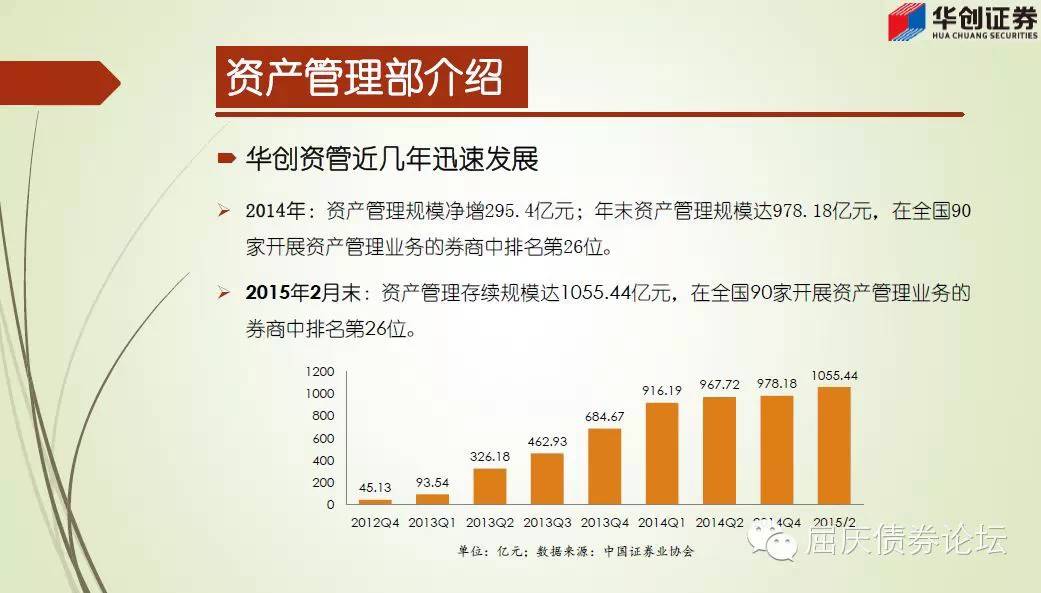 华创证券
HUA CHUANG SECURITIES
资产管理部介绍
华创资管近几年迅速发展
2014年：资产管理规模净增295.4亿元；年末资产管理规模达978.18亿元，在全国90
家开展资产管理业务的券商中排名第26位。
2015年2月末：资产管理存续规模达1055.44亿元，在全国90家开展资产管理业务的
券商中排名第26位。
1200
1000
800
600
400
200
0
45.13
93.54
326.18
462.93
684.67
916.19
967.72
978.18
1055.44
2012Q4 2013Q1 2013Q2 2013Q3 2013Q4 2014Q1 2014Q2 2014Q4 2015/2
单位：亿元；数据来源：中国证券业协会
屈庆债券论坛